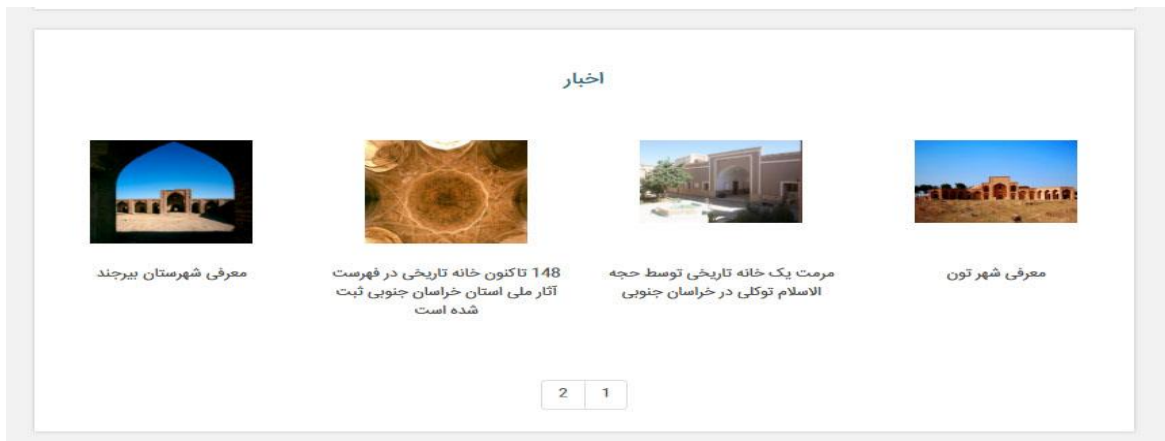 اخبار
معرفی شهر تون
مرمت یک خانه تاریخی توسط حجه
الاسلام توکلی در خراسان جنوبی
148 تاکنون خانه تاریخی در فهرست
آثار ملی استان خراسان جنوبی ثبت
شده است
معرفی شهرستان بیرجند
1 2